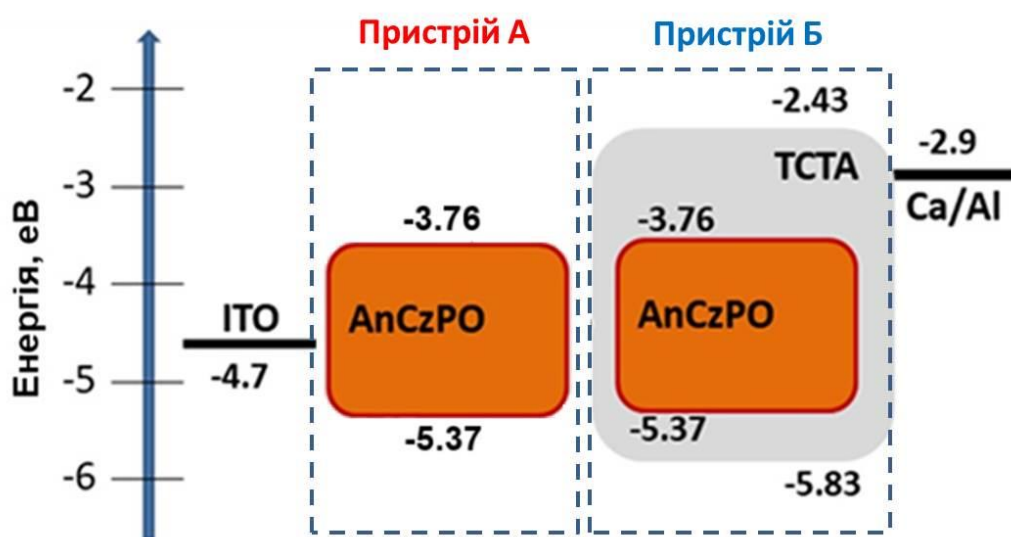 Пристрій А
Пристрій Б
Енергія, еВ
-2
-3
-4
-5
-6
ITO
-4.7
-3.76
AnCzPO
-5.37
-2.43
TCTA
-3.76
AnCzPO
-5.37
-5.83
-2.9
Ca/Al